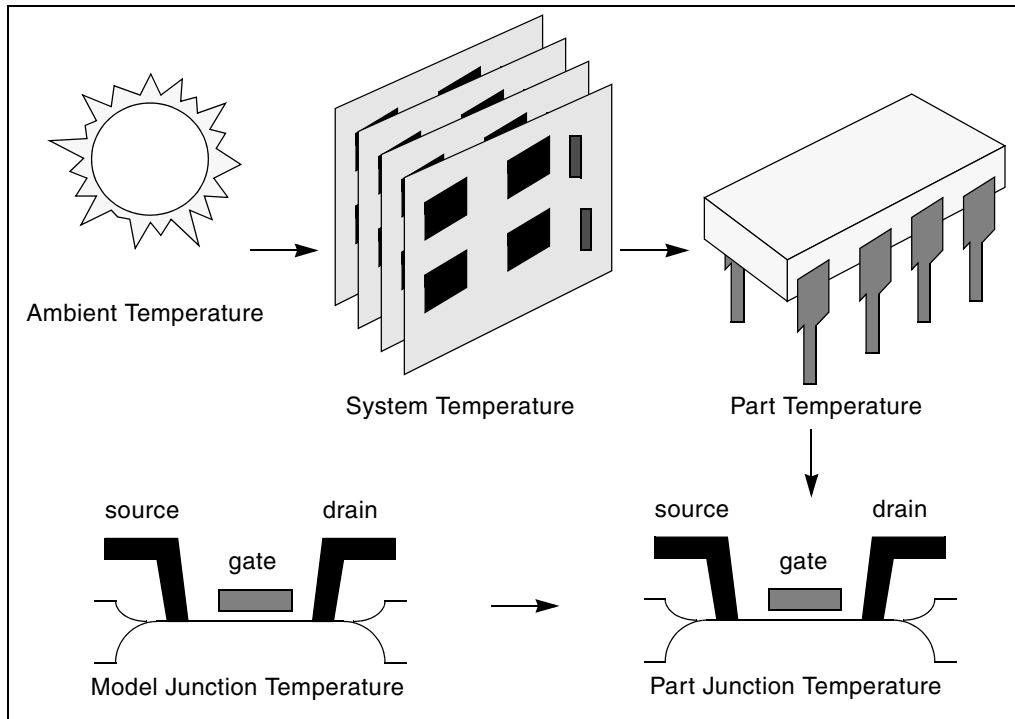 Ambient Temperature
System Temperature
Part Temperature
source
drain
gate
Model Junction Temperature
source
drain
gate
Part Junction Temperature